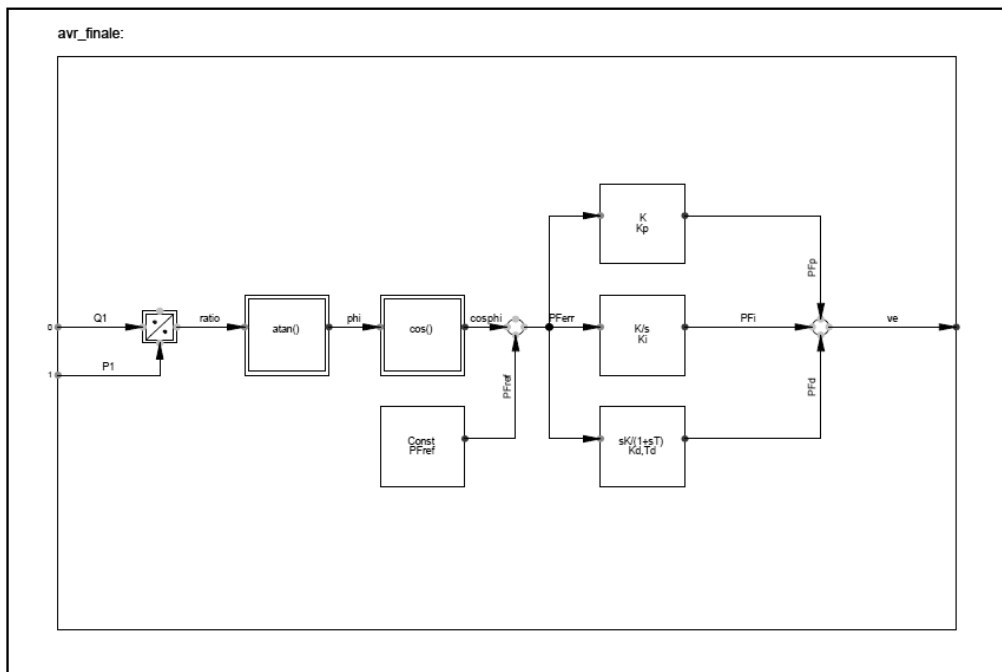 avr_finale:
K
Kp
PFp
0
Q1
ratio
atan()
phi
cos()
cosphi
PFerr
K/s
Ki
PFi
ve
1
P1
PFref
PFd
Const
PFref
sK/(1+sT)
Kd,Td